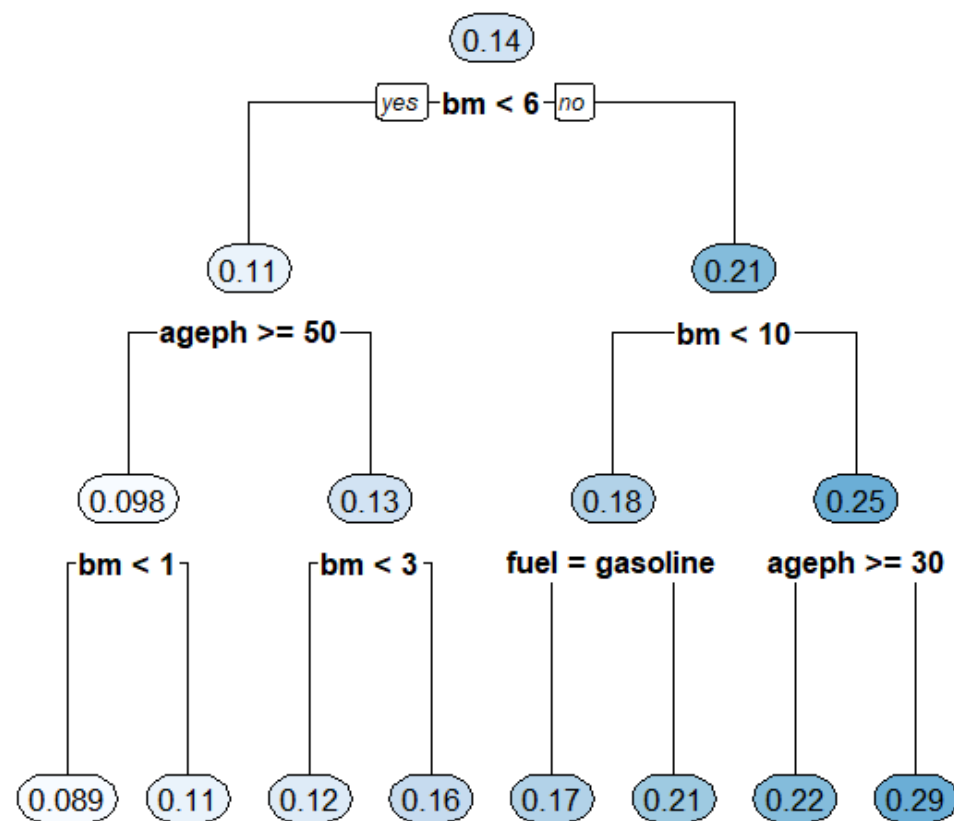 0.14
yes bm < 6 no
0.11 0.21
ageph >= 50 bm < 10
0.098 0.13 0.18 0.25
bm < 1 bm < 3 fuel = gasoline ageph >= 30
0.089 0.11 0.12 0.16 0.17 0.21 0.22 0.29